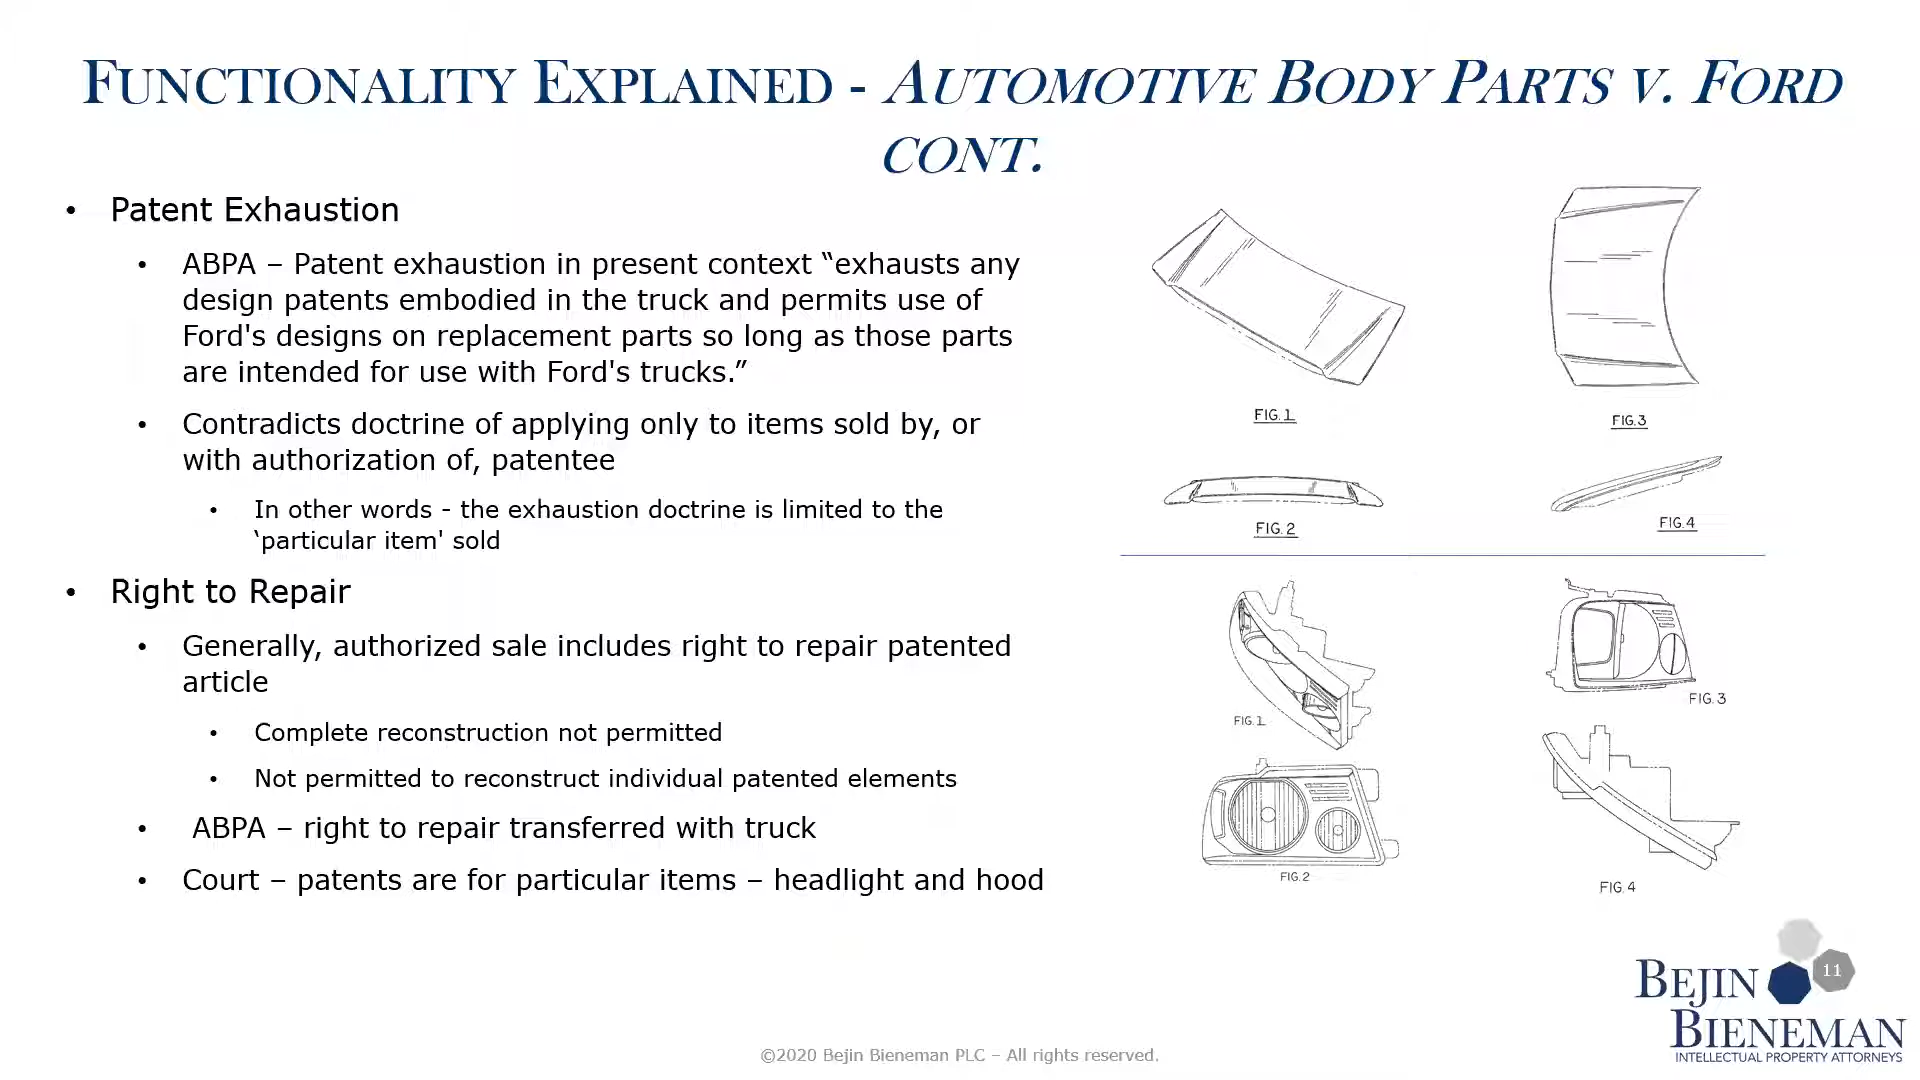 FUNCTIONALITY EXPLAINED - AUTOMOTIVE BODY PARTS V. FORD
CONT.
• Patent Exhaustion
• ABPA – Patent exhaustion in present context “exhausts any
design patents embodied in the truck and permits use of
Ford's designs on replacement parts so long as those parts
are intended for use with Ford's trucks.”
• Contradicts doctrine of applying only to items sold by, or
with authorization of, patentee
• In other words - the exhaustion doctrine is limited to the
‘particular item' sold
• Right to Repair
• Generally, authorized sale includes right to repair patented
article
• Complete reconstruction not permitted
• Not permitted to reconstruct individual patented elements
• ABPA – right to repair transferred with truck
• Court – patents are for particular items – headlight and hood
FIG.1
FIG.3
FIG.2
FIG.4
FIG.1
FIG.3
FIG.2
FIG.4
11
BEJIN
BIENEMAN
INTELLECTUAL PROPERTY ATTORNEYS
©2020 Bejin Bieneman PLC – All rights reserved.